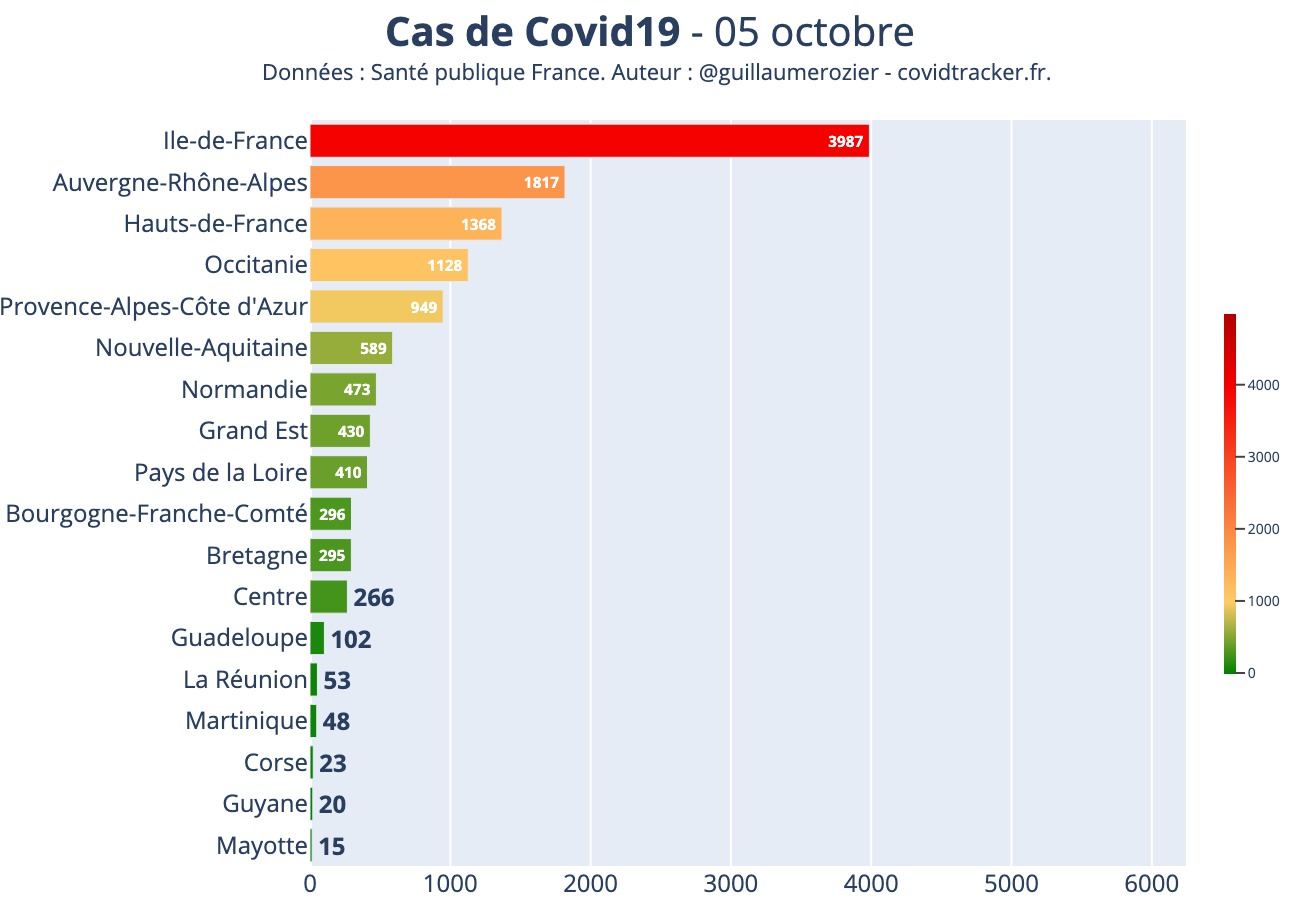 Cas de Covid19 - 05 octobre
Données : Santé publique France. Auteur : @guillaumerozier - covidtracker.fr.
Ile-de-France 3987
Auvergne-Rhône-Alpes 1817
Hauts-de-France 1368
Occitanie 1128
Provence-Alpes-Côte d'Azur 949
Nouvelle-Aquitaine 589
Normandie 473
Grand Est 430
Pays de la Loire 410
Bourgogne-Franche-Comté 296
Bretagne 295
Centre 266
Guadeloupe 102
La Réunion 53
Martinique 48
Corse 23
Guyane 20
Mayotte 15
0 1000 2000 3000 4000 5000 6000
4000
3000
2000
1000
0